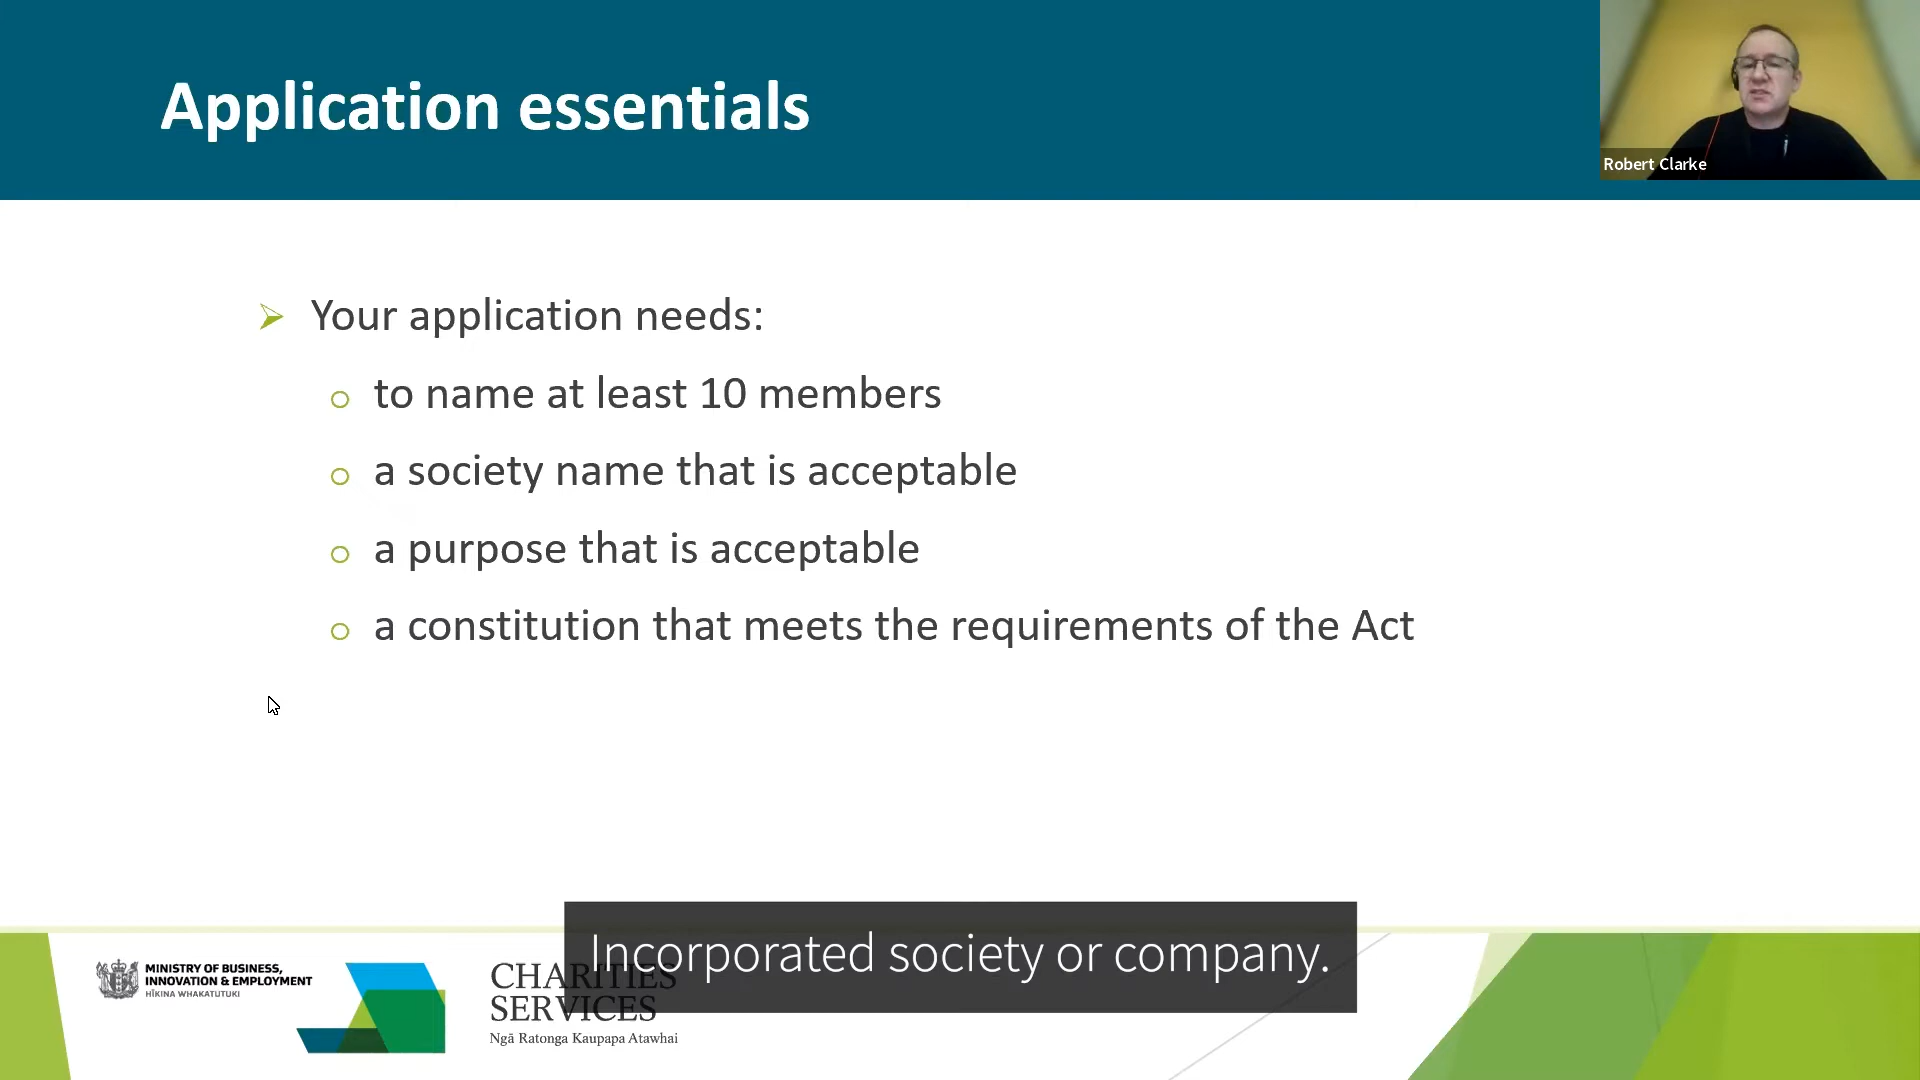 Application essentials
Robert Clarke
Your application needs:
to name at least 10 members
a society name that is acceptable
a purpose that is acceptable
a constitution that meets the requirements of the Act
Incorporated society or company.
MINISTRY OF BUSINESS,
INNOVATION & EMPLOYMENT
HĪKINA WHAKATUTUKI
CHARITIES
SERVICES
Ngā Ratonga Kaupapa Atawhai